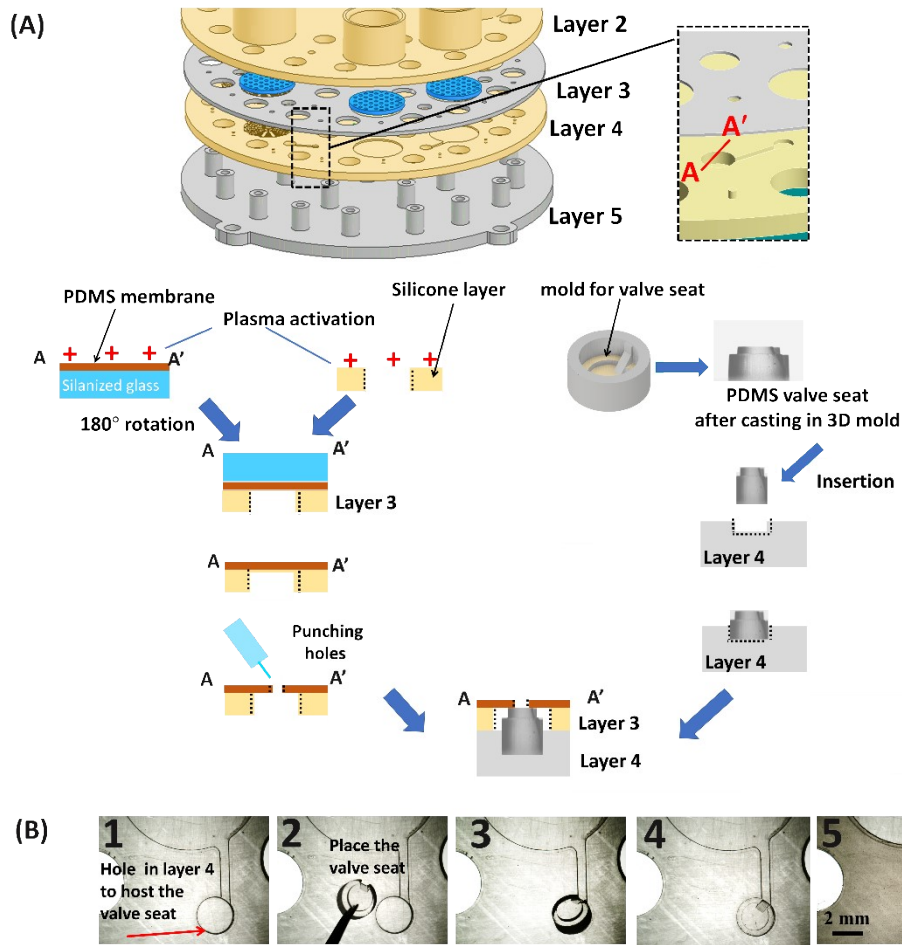 (A)
Layer 2
Layer 3
Layer 4
Layer 5
A'
A
PDMS membrane
Plasma activation
Silicone layer
mold for valve seat
A
+ + +
A'
+ + +
Silanized glass
PDMS valve seat
after casting in 3D mold
180° rotation
A
A'
Layer 3
Insertion
Layer 4
A
A'
Punching
holes
A
A'
Layer 4
A
A'
Layer 3
Layer 4
(B)
1
Hole in layer 4
to host the
valve seat
2
Place the
valve seat
3
4
5
2 mm